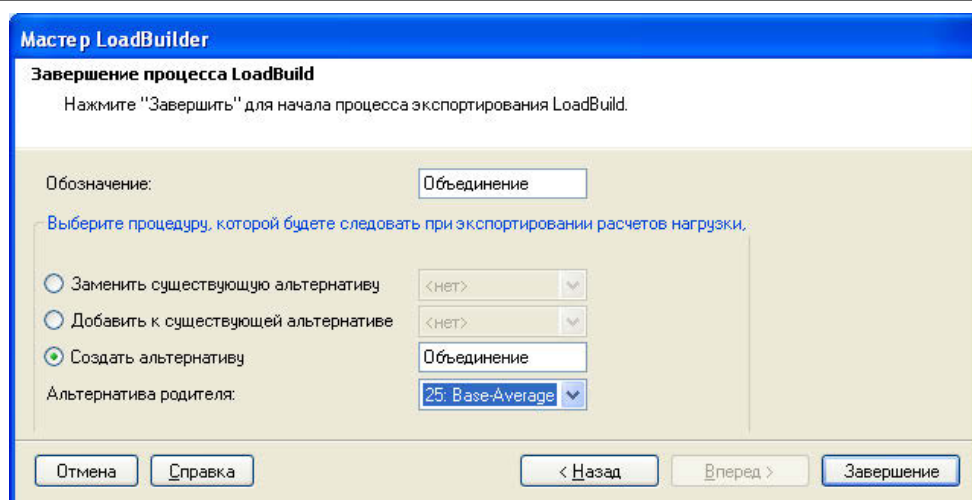 Мастер LoadBuilder
Завершение процесса LoadBuild
Нажмите "Завершить" для начала процесса экспортирования LoadBuild.
Обозначение: Объединение
Выберите процедуру, которой будете следовать при экспортировании расчетов нагрузки,
Заменить существующую альтернативу <нет>
Добавить к существующей альтернативе <нет>
Создать альтернативу Объединение
Альтернатива родителя: 25: Base-Average
Отмена Справка < Назад Вперед > Завершение